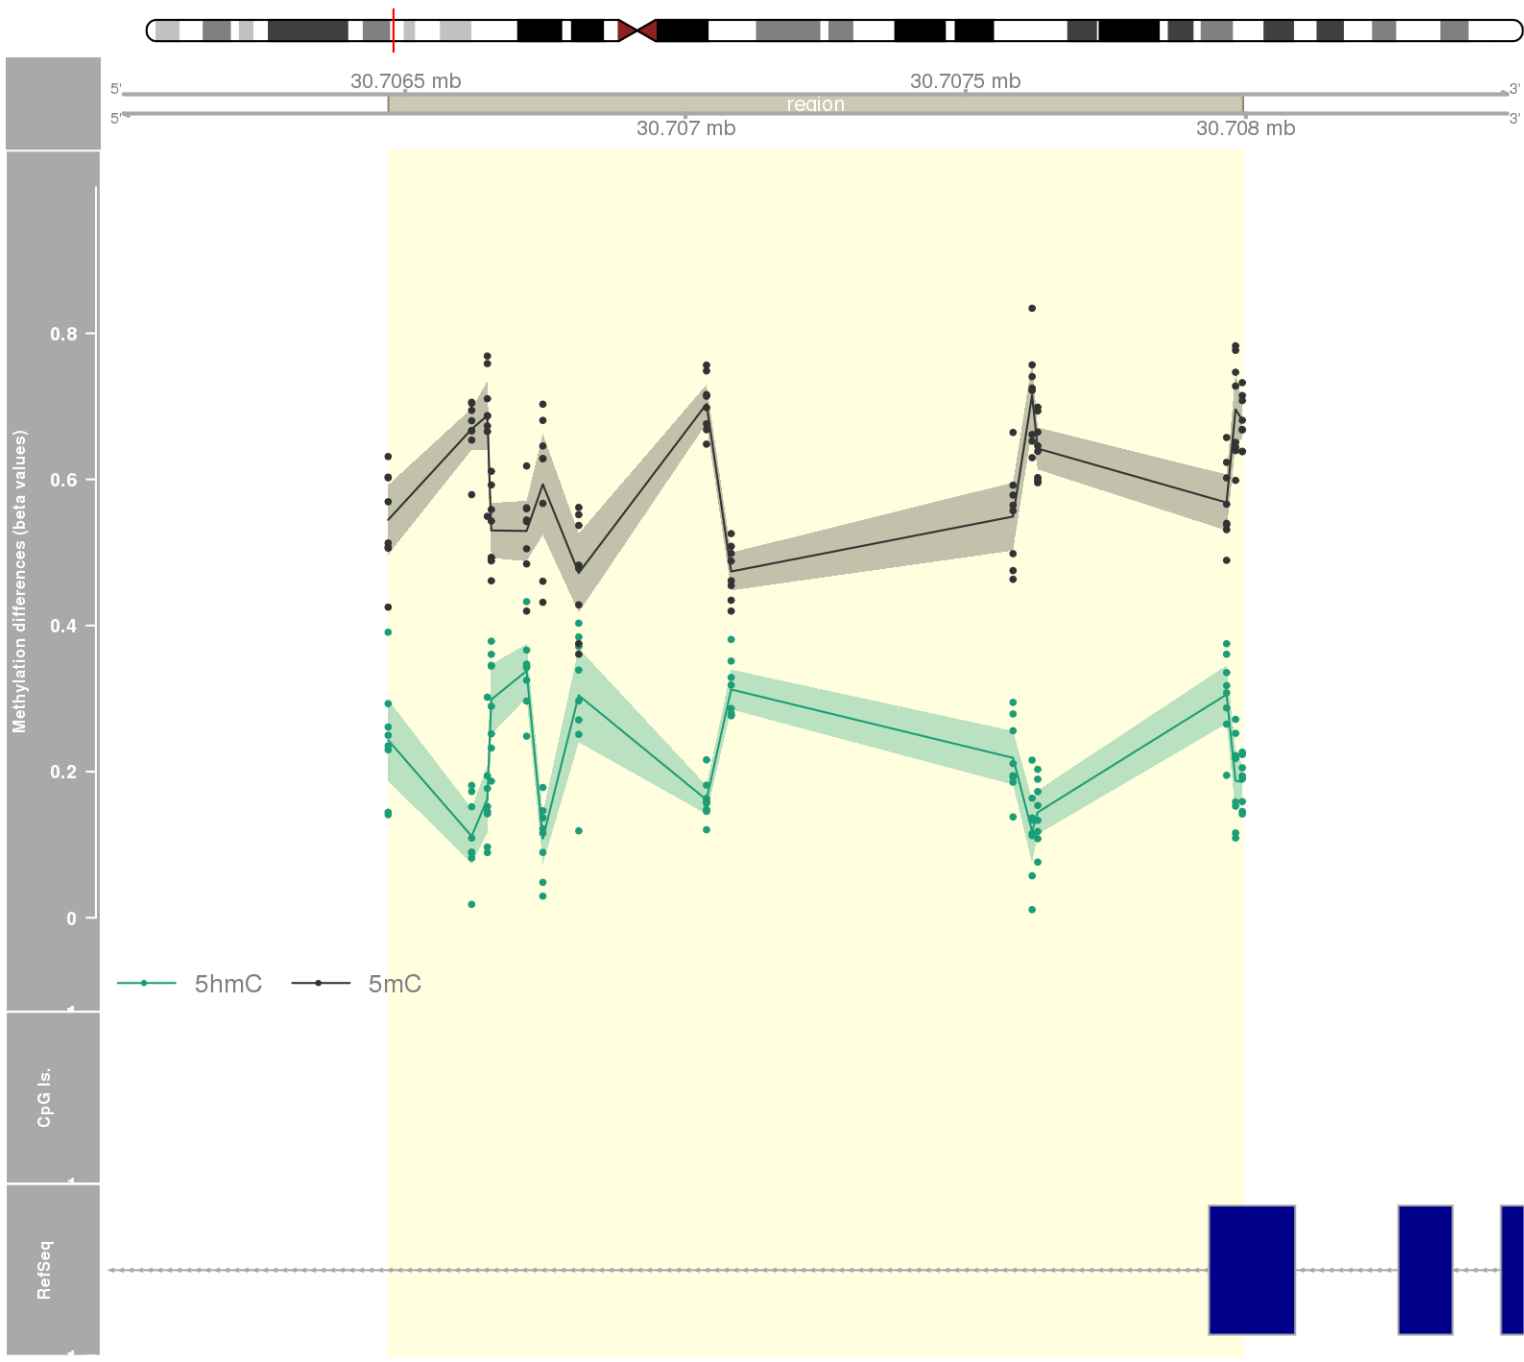 30.7065 mb
30.7075 mb
5'
3'
region
5'
3'
30.707 mb
30.708 mb
Methylation differences (beta values)
0.8
0.6
0.4
0.2
0
5hmC
5mC
CpG Is.
RefSeq